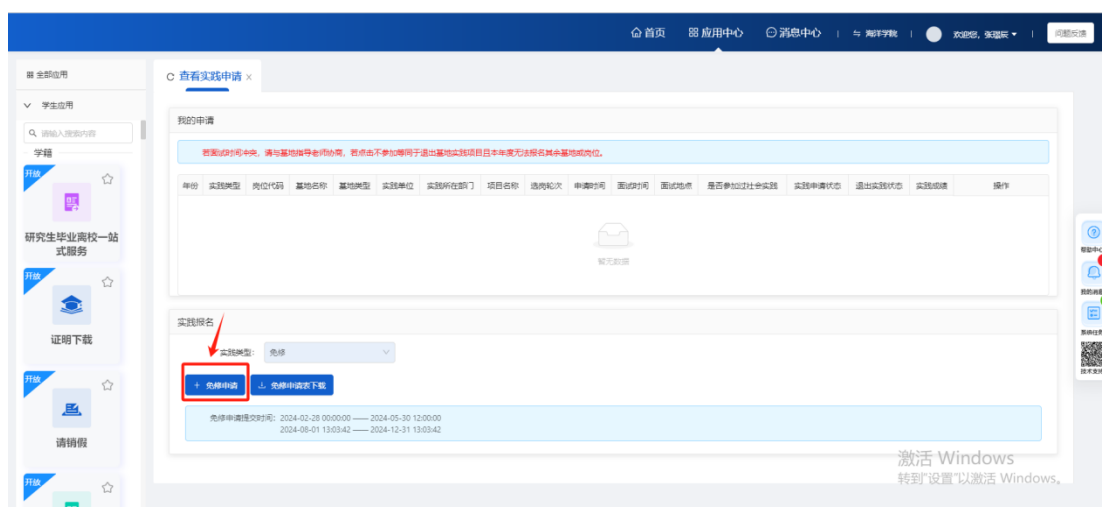 首页 应用中心 消息中心 海洋学院 问题反馈
全部应用
查看实践申请 ×
学生应用
请输入搜索内容
学籍
开放
研究生毕业离校一站式服务
开放
证明下载
开放
请销假
开放
我的申请
若面试时间冲突，请与基地指导老师协商，若点击不参加等同于退出基地实践项目且本年度无法报名其余基地或岗位。
年份 实践类型 岗位代码 基地名称 基地类型 实践单位 实践所在部门 项目名称 选岗轮次 申请时间 面试时间 面试地点 是否参加过社会实践 实践申请状态 退出实践状态 实践成绩 操作
暂无数据
实践报名
实践类型: 免修
+ 免修申请 免修申请表下载
免修申请提交时间: 2024-02-28 00:00:00 —— 2024-05-30 12:00:00
2024-08-01 13:03:42 —— 2024-12-31 13:03:42
帮助中心
我的消息
系统任务
技术支持
激活 Windows
转到"设置"以激活 Windows。